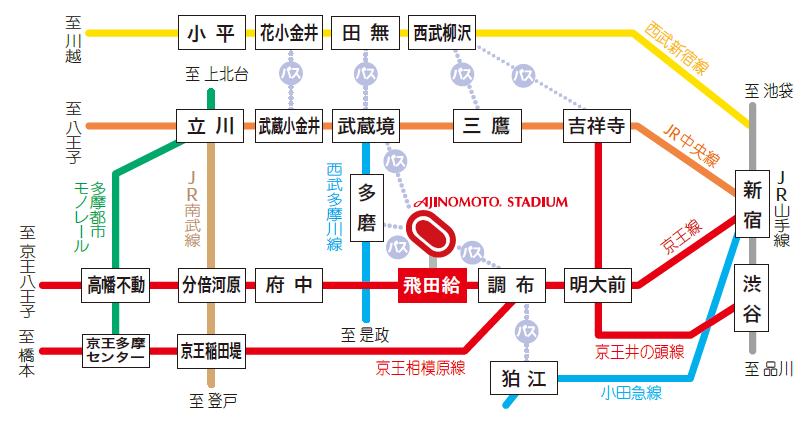 至川越
小平
花小金井
田無
西武柳沢
西武新宿線
バス
バス
バス
バス
至 上北台
至 池袋
至八王子
立川
武蔵小金井
武蔵境
三鷹
吉祥寺
JR中央線
バス
多摩都市
モノレール
JR南武線
西武多摩川線
多磨
AJINOMOTO STADIUM
新宿
JR山手線
京王線
バス
バス
至京王八王子
高幡不動
分倍河原
府中
飛田給
調布
明大前
渋谷
至橋本
京王多摩
センター
京王稲田堤
至 是政
バス
京王井の頭線
京王相模原線
至 品川
狛江
小田急線
至 登戸